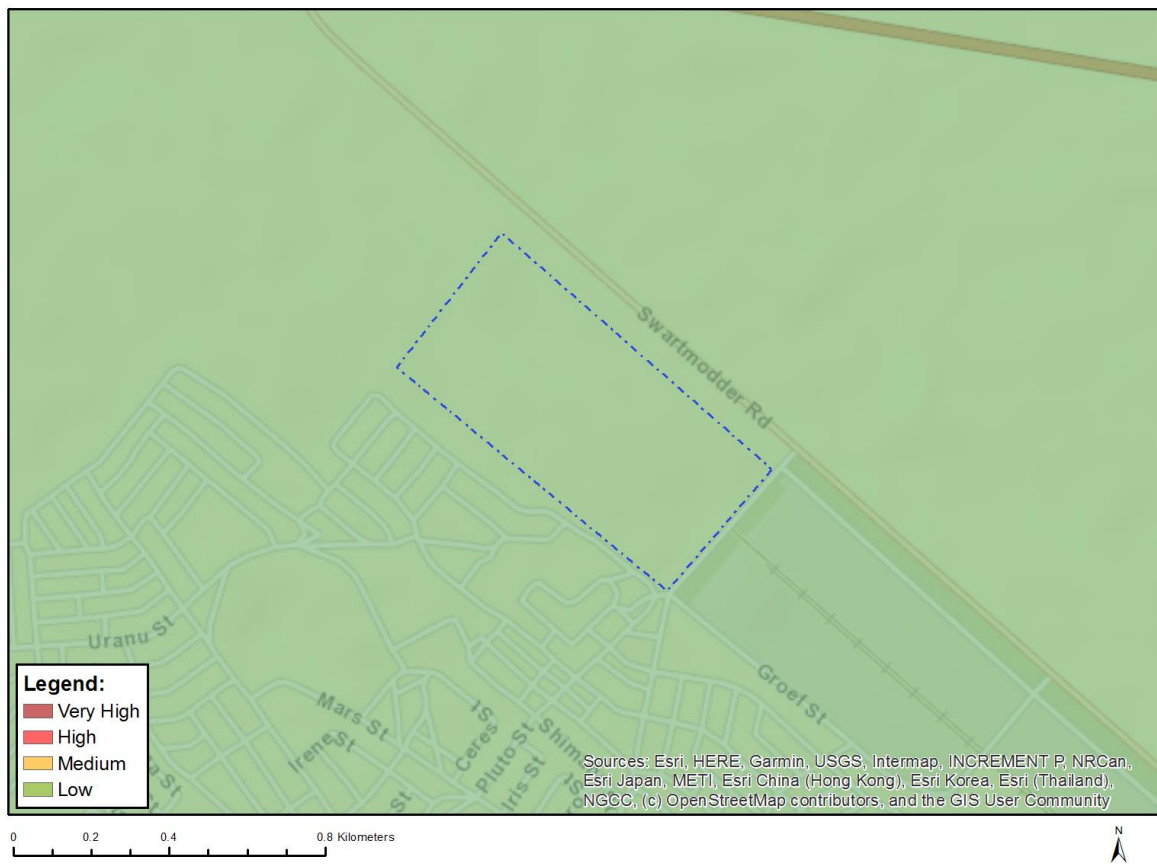 Swartmodder Rd
Uranu St
Groef St
Mars St
Irene St
Ceres St
Pluto St
Iris St
St
St
Legend:
Very High
High
Medium
Low
Sources: Esri, HERE, Garmin, USGS, Intermap, INCREMENT P, NRCan,
Esri Japan, METI, Esri China (Hong Kong), Esri Korea, Esri (Thailand),
NGCC, (c) OpenStreetMap contributors, and the GIS User Community
0 0.2 0.4 0.8 Kilometers
N